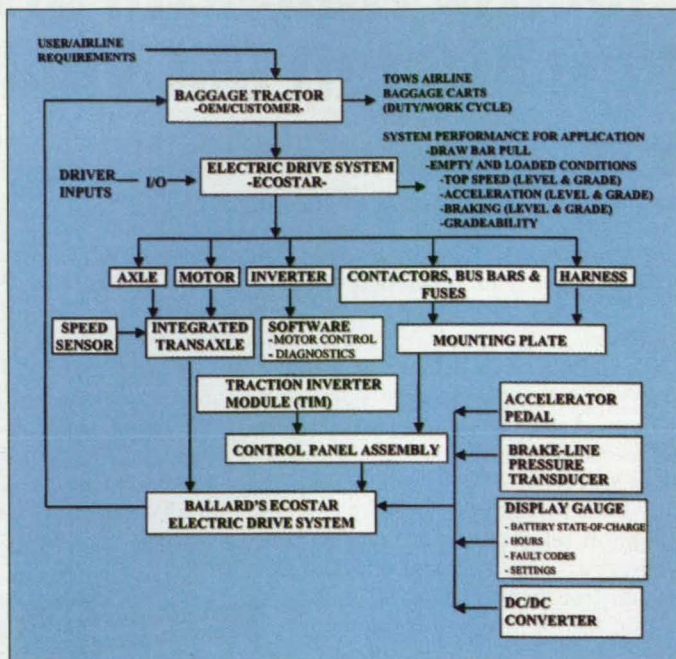 USER/AIRLINE
REQUIREMENTS
BAGGAGE TRACTOR
-OEM/CUSTOMER-
TOWS AIRLINE
BAGGAGE CARTS
(DUTY/WORK CYCLE)
SYSTEM PERFORMANCE FOR APPLICATION
-DRAW BAR PULL
-EMPTY AND LOADED CONDITIONS
-TOP SPEED (LEVEL & GRADE)
-ACCELERATION (LEVEL & GRADE)
-BRAKING (LEVEL & GRADE)
-GRADEABILITY
DRIVER
INPUTS
I/O
ELECTRIC DRIVE SYSTEM
-ECOSTAR-
AXLE
MOTOR
INVERTER
CONTACTORS, BUS BARS &
FUSES
HARNESS
SPEED
SENSOR
INTEGRATED
TRANSAXLE
SOFTWARE
- MOTOR CONTROL
- DIAGNOSTICS
MOUNTING PLATE
TRACTION INVERTER
MODULE (TIM)
CONTROL PANEL ASSEMBLY
BALLARD'S ECOSTAR
ELECTRIC DRIVE SYSTEM
ACCELERATOR
PEDAL
BRAKE-LINE
PRESSURE
TRANSDUCER
DISPLAY GAUGE
- BATTERY STATE-OF-CHARGE
- HOURS
- FAULT CODES
- SETTINGS
DC/DC
CONVERTER